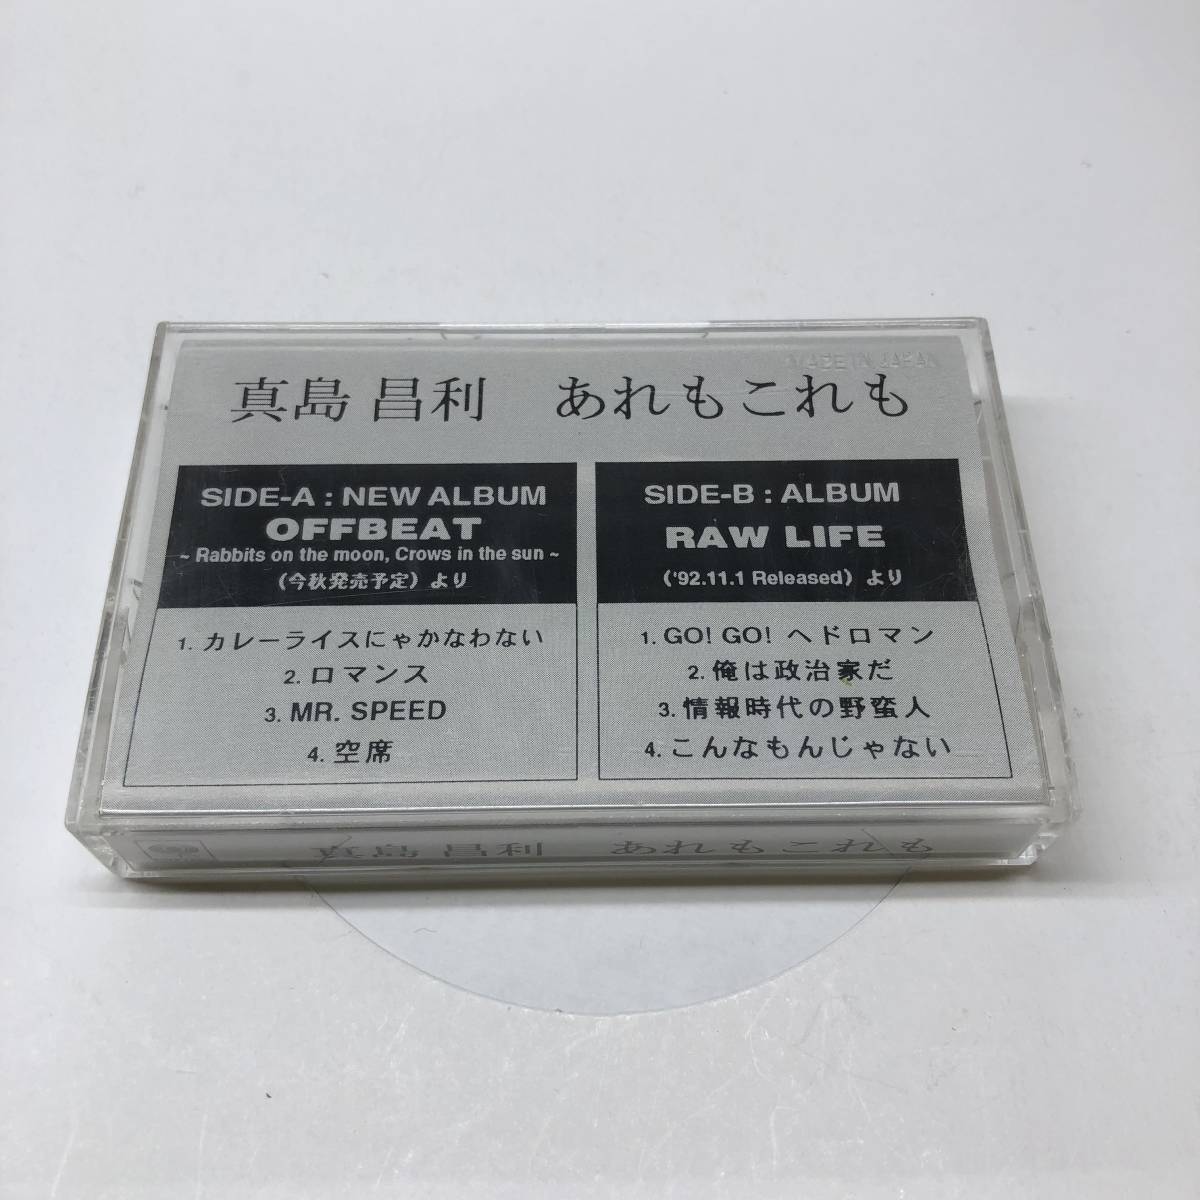 MADE IN JAPAN
真島 昌利　あれもこれも
SIDE-A : NEW ALBUM
OFFBEAT
~ Rabbits on the moon, Crows in the sun ~
（今秋発売予定）より
1. カレーライスにゃかなわない
2. ロマンス
3. MR. SPEED
4. 空席
SIDE-B : ALBUM
RAW LIFE
（'92.11.1 Released）より
1. GO! GO! ヘドロマン
2. 俺は政治家だ
3. 情報時代の野蛮人
4. こんなもんじゃない
真島 昌利　あれもこれも